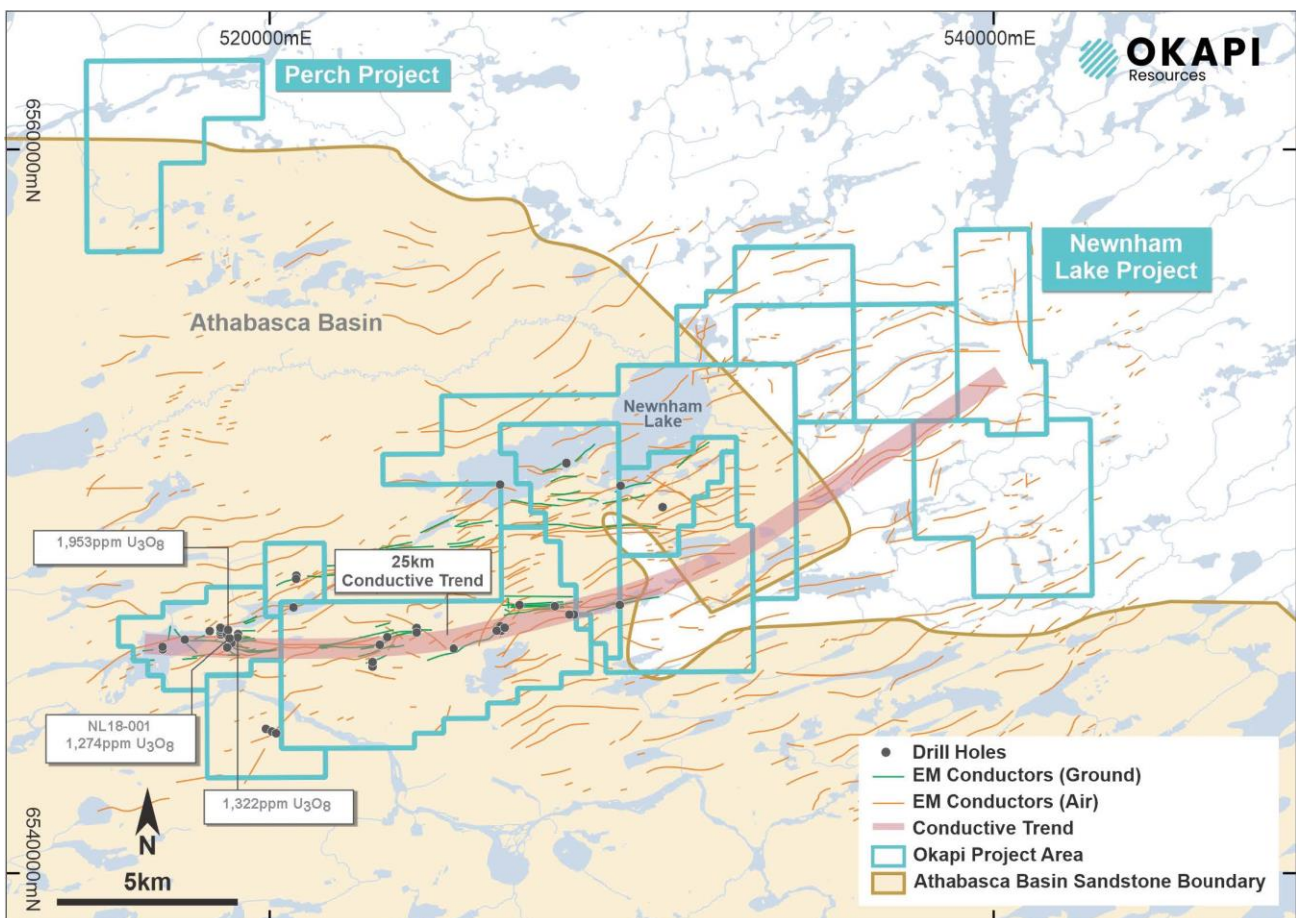 520000mE
540000mE
OKAPI
Resources
Perch Project
6560000mN
Newnham
Lake Project
Athabasca Basin
Newnham
Lake
1,953ppm U₃O₈
25km
Conductive Trend
NL18-001
1,274ppm U₃O₈
1,322ppm U₃O₈
6540000mN
N
5km
Drill Holes
EM Conductors (Ground)
EM Conductors (Air)
Conductive Trend
Okapi Project Area
Athabasca Basin Sandstone Boundary